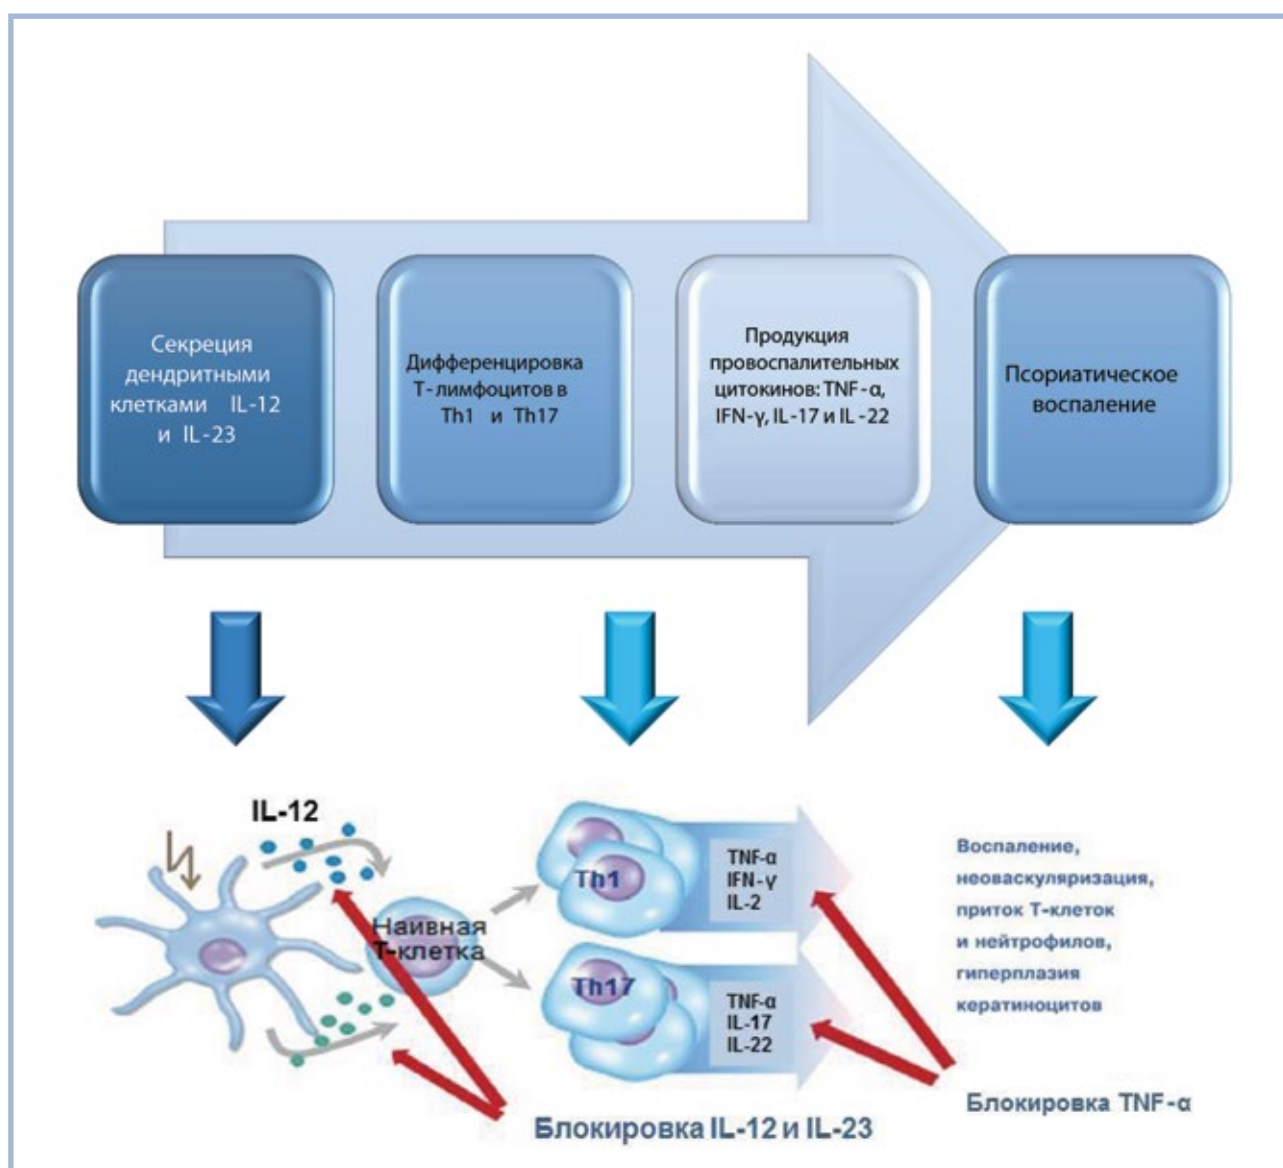 Секреция
дендритными
клетками IL-12
и IL-23
Дифференцировка
Т-лимфоцитов в
Th1 и Th17
Продукция
провоспалительных
цитокинов: TNF-α,
IFN-γ, IL-17 и IL-22
Псориатическое
воспаление
IL-12
Наивная
Т-клетка
Th1
TNF-α
IFN-γ
IL-2
Th17
TNF-α
IL-17
IL-22
Воспаление,
неоваскуляризация,
приток Т-клеток
и нейтрофилов,
гиперплазия
кератиноцитов
Блокировка IL-12 и IL-23
Блокировка TNF-α